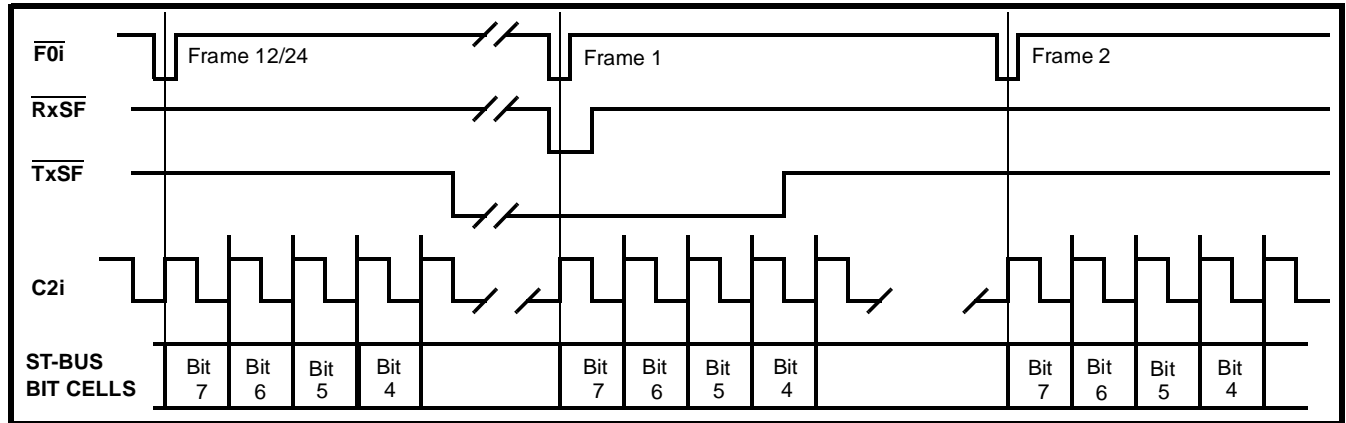 F0i
Frame 12/24
Frame 1
Frame 2
RxSF
TxSF
C2i
ST-BUS
BIT CELLS
Bit
7
Bit
6
Bit
5
Bit
4
Bit
7
Bit
6
Bit
5
Bit
4
Bit
7
Bit
6
Bit
5
Bit
4